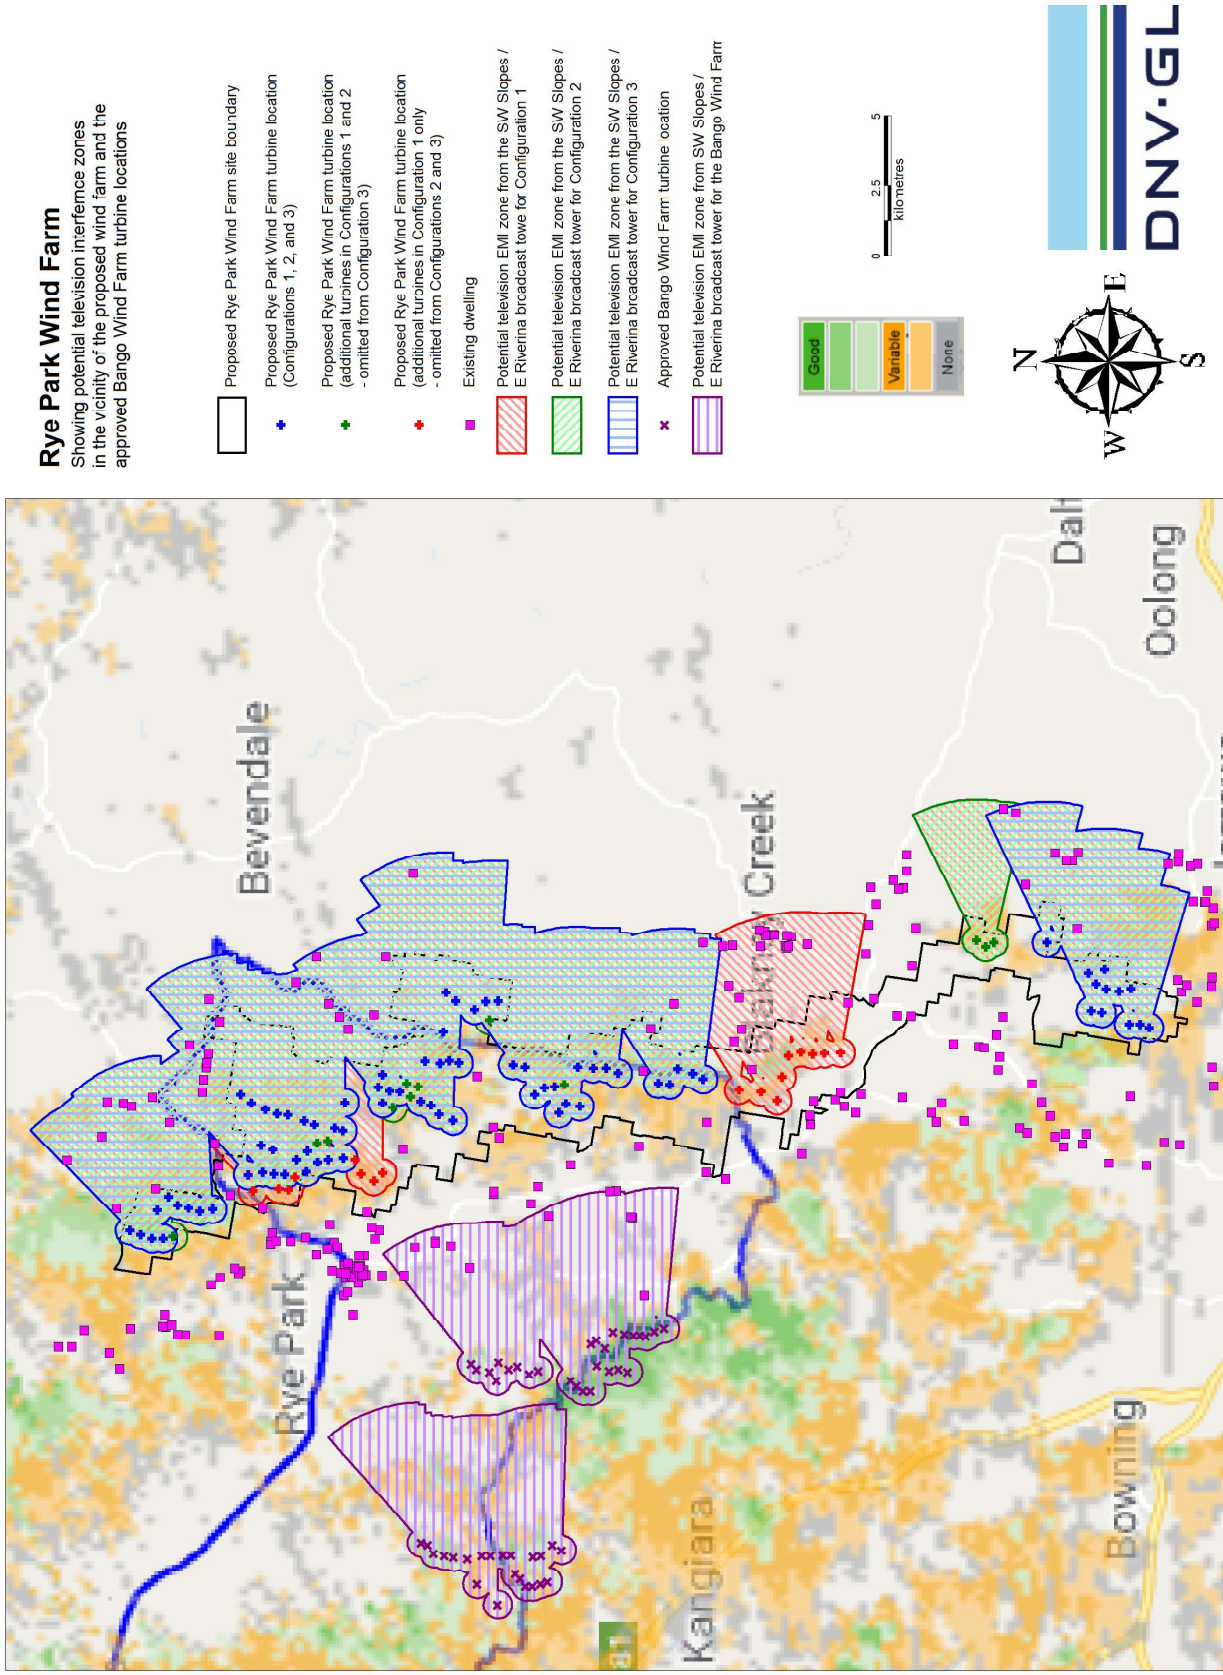 Rye Park Wind Farm
Showing potential television interfernce zones
in the vicinity of the proposed wind farm and the
approved Bango Wind Farm turbine locations
Proposed Rye Park Wind Farm site boundary
Proposed Rye Park Wind Farm turbine location
(Configurations 1, 2, and 3)
Proposed Rye Park Wind Farm turbine location
(additional turbines in Configurations 1 and 2
- omitted from Configuration 3)
Proposed Rye Park Wind Farm turbine location
(additional turbines in Configuration 1 only
- omitted from Configurations 2 and 3)
Existing dwelling
Potential television EMI zone from the SW Slopes /
E Riverina broadcast towe for Configuration 1
Potential television EMI zone from the SW Slopes /
E Riverina broadcast tower for Configuration 2
Potential television EMI zone from the SW Slopes /
E Riverina broadcast tower for Configuration 3
Approved Bango Wind Farm turbine location
Potential television EMI zone from SW Slopes /
E Riverina broadcast tower for the Bango Wind Farm
Good
Variable
None
0 2.5 5
kilometres
N
W E
S
DNV·GL
Bevendale
Rye Park
Blakney Creek
Dalt
Oolong
Kangiara
Bowning
81